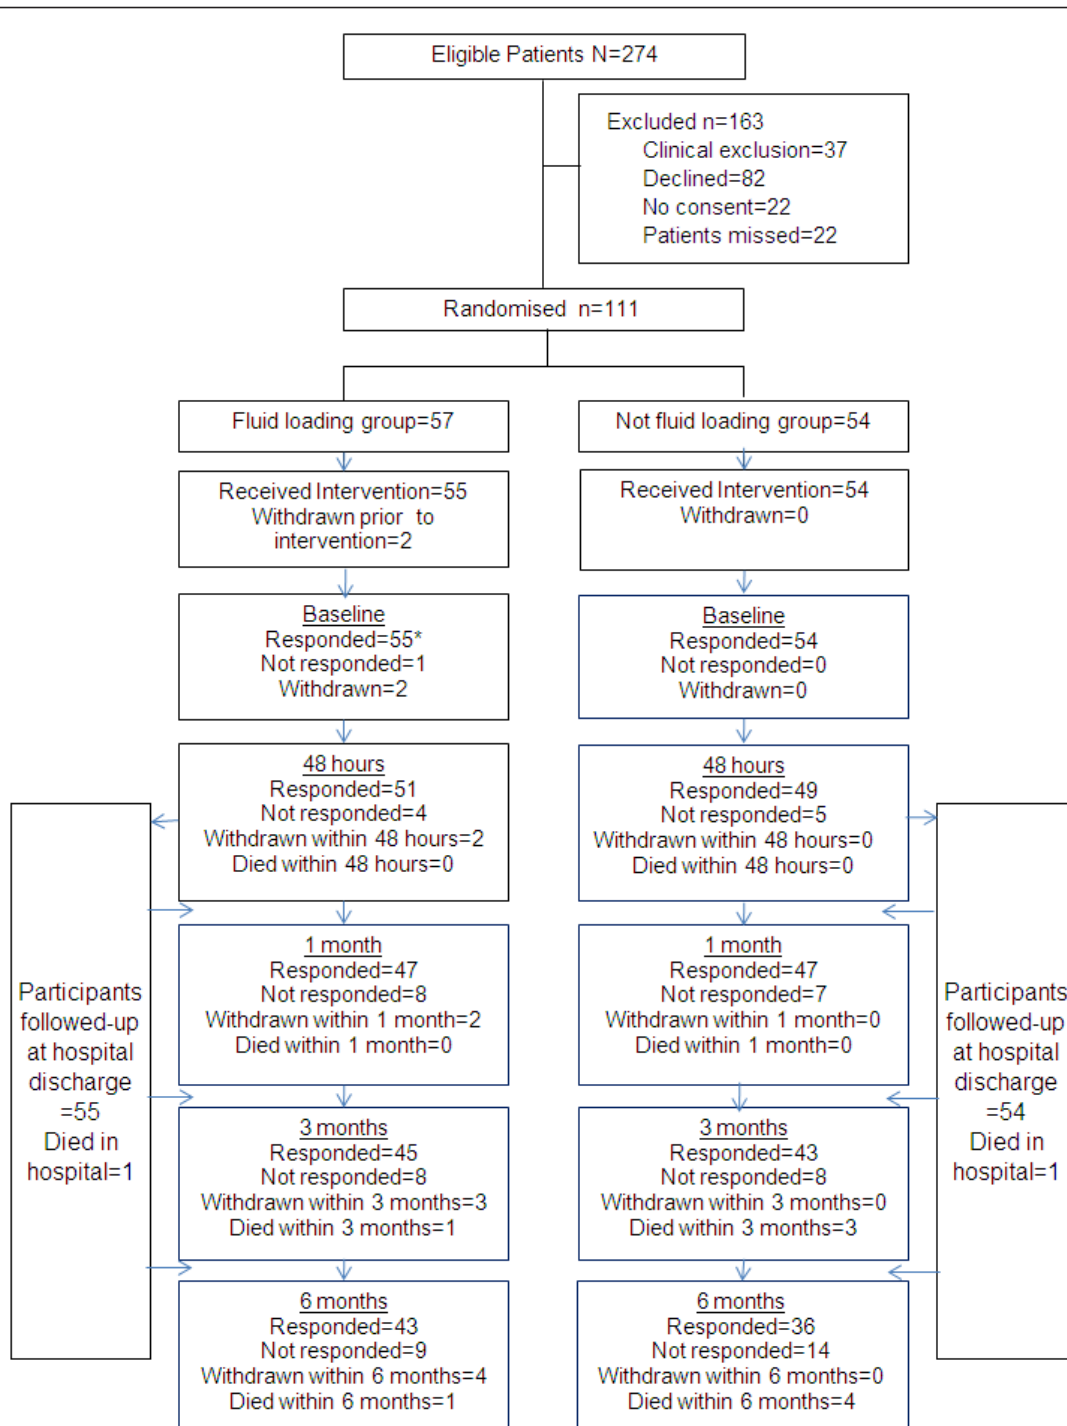 Eligible Patients N=274
Excluded n=163
Clinical exclusion=37
Declined=82
No consent=22
Patients missed=22
Randomised n=111
Fluid loading group=57
Not fluid loading group=54
Received Intervention=55
Withdrawn prior to
intervention=2
Received Intervention=54
Withdrawn=0
Baseline
Responded=55*
Not responded=1
Withdrawn=2
Baseline
Responded=54
Not responded=0
Withdrawn=0
48 hours
Responded=51
Not responded=4
Withdrawn within 48 hours=2
Died within 48 hours=0
48 hours
Responded=49
Not responded=5
Withdrawn within 48 hours=0
Died within 48 hours=0
Participants
followed-up
at hospital
discharge
=55
Died in
hospital=1
1 month
Responded=47
Not responded=8
Withdrawn within 1 month=2
Died within 1 month=0
1 month
Responded=47
Not responded=7
Withdrawn within 1 month=0
Died within 1 month=0
Participants
followed-up
at hospital
discharge
=54
Died in
hospital=1
3 months
Responded=45
Not responded=8
Withdrawn within 3 months=3
Died within 3 months=1
3 months
Responded=43
Not responded=8
Withdrawn within 3 months=0
Died within 3 months=3
6 months
Responded=43
Not responded=9
Withdrawn within 6 months=4
Died within 6 months=1
6 months
Responded=36
Not responded=14
Withdrawn within 6 months=0
Died within 6 months=4